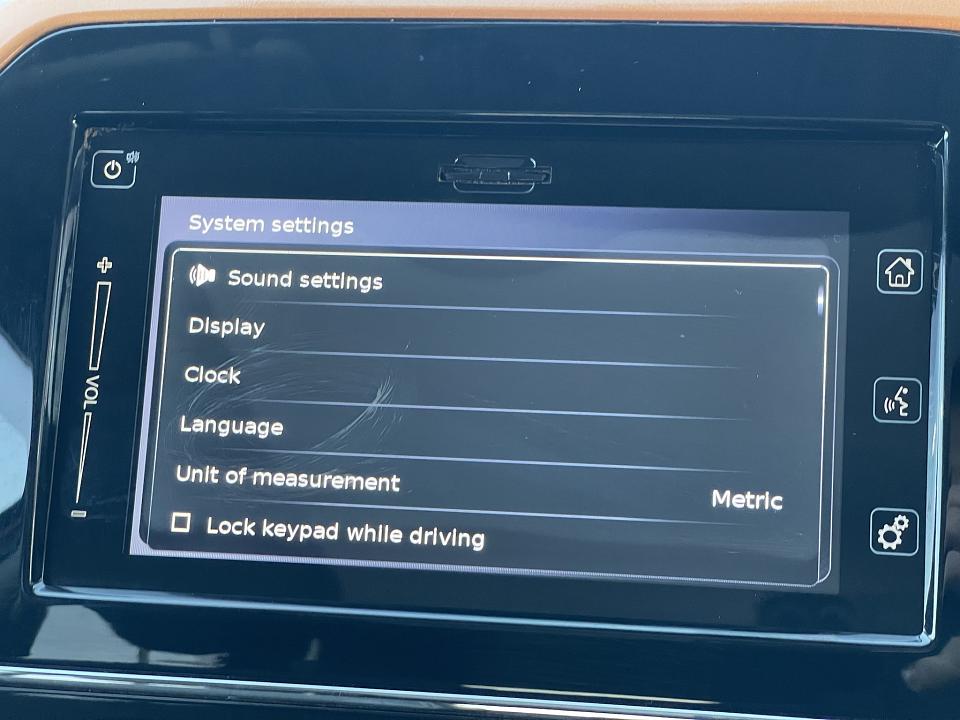 System settings
Sound settings
Display
Clock
Language
Unit of measurement Metric
Lock keypad while driving
VOL